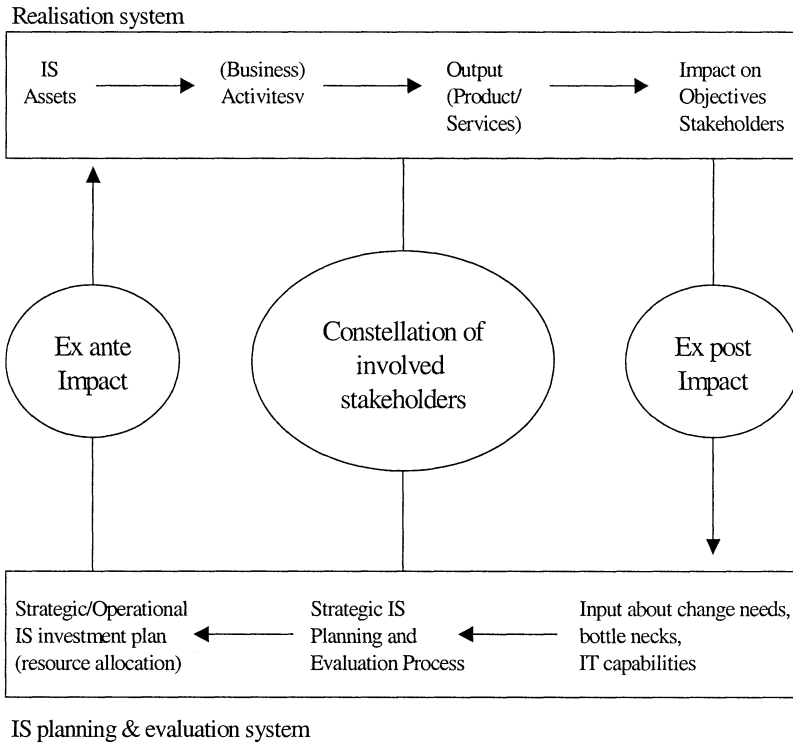 Realisation system
IS
Assets
(Business)
Activitesv
Output
(Product/
Services)
Impact on
Objectives
Stakeholders
Ex ante
Impact
Constellation of
involved
stakeholders
Ex post
Impact
Strategic/Operational
IS investment plan
(resource allocation)
Strategic IS
Planning and
Evaluation Process
Input about change needs,
bottle necks,
IT capabilities
IS planning & evaluation system